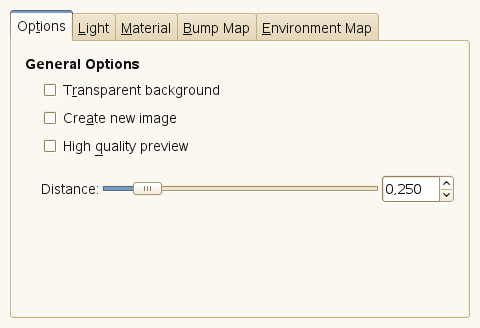 Options Light Material Bump Map Environment Map
General Options
Transparent background
Create new image
High quality preview
Distance: 0,250